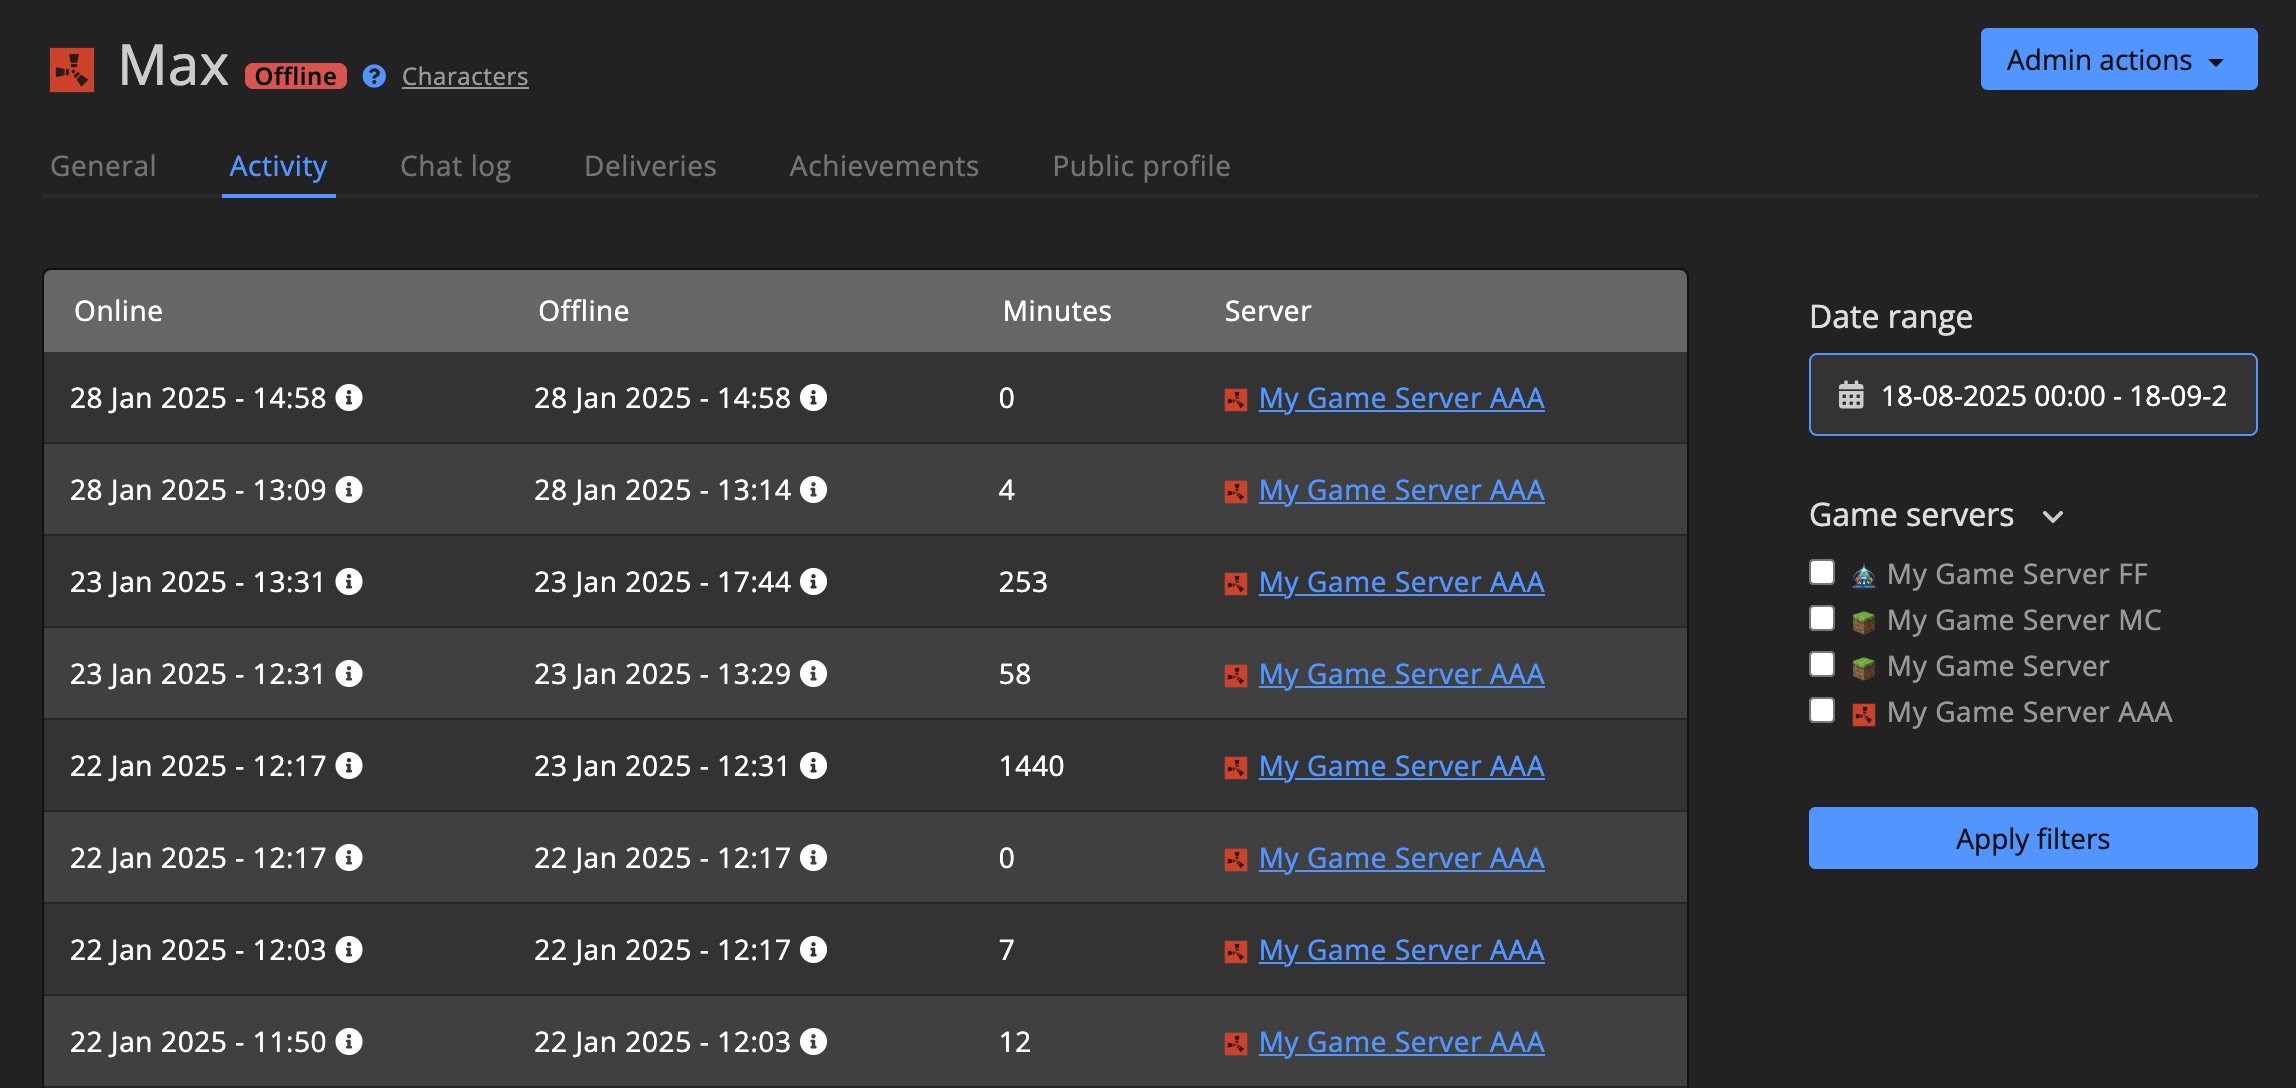 Max Offline ? Characters
Admin actions
General Activity Chat log Deliveries Achievements Public profile
Online Offline Minutes Server
28 Jan 2025 - 14:58 28 Jan 2025 - 14:58 0 My Game Server AAA
28 Jan 2025 - 13:09 28 Jan 2025 - 13:14 4 My Game Server AAA
23 Jan 2025 - 13:31 23 Jan 2025 - 17:44 253 My Game Server AAA
23 Jan 2025 - 12:31 23 Jan 2025 - 13:29 58 My Game Server AAA
22 Jan 2025 - 12:17 23 Jan 2025 - 12:31 1440 My Game Server AAA
22 Jan 2025 - 12:17 22 Jan 2025 - 12:17 0 My Game Server AAA
22 Jan 2025 - 12:03 22 Jan 2025 - 12:17 7 My Game Server AAA
22 Jan 2025 - 11:50 22 Jan 2025 - 12:03 12 My Game Server AAA
Date range
18-08-2025 00:00 - 18-09-2
Game servers
My Game Server FF
My Game Server MC
My Game Server
My Game Server AAA
Apply filters